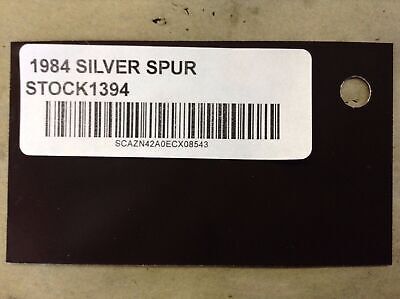 1984 SILVER SPUR
STOCK1394
SCAZN42A0ECX08543